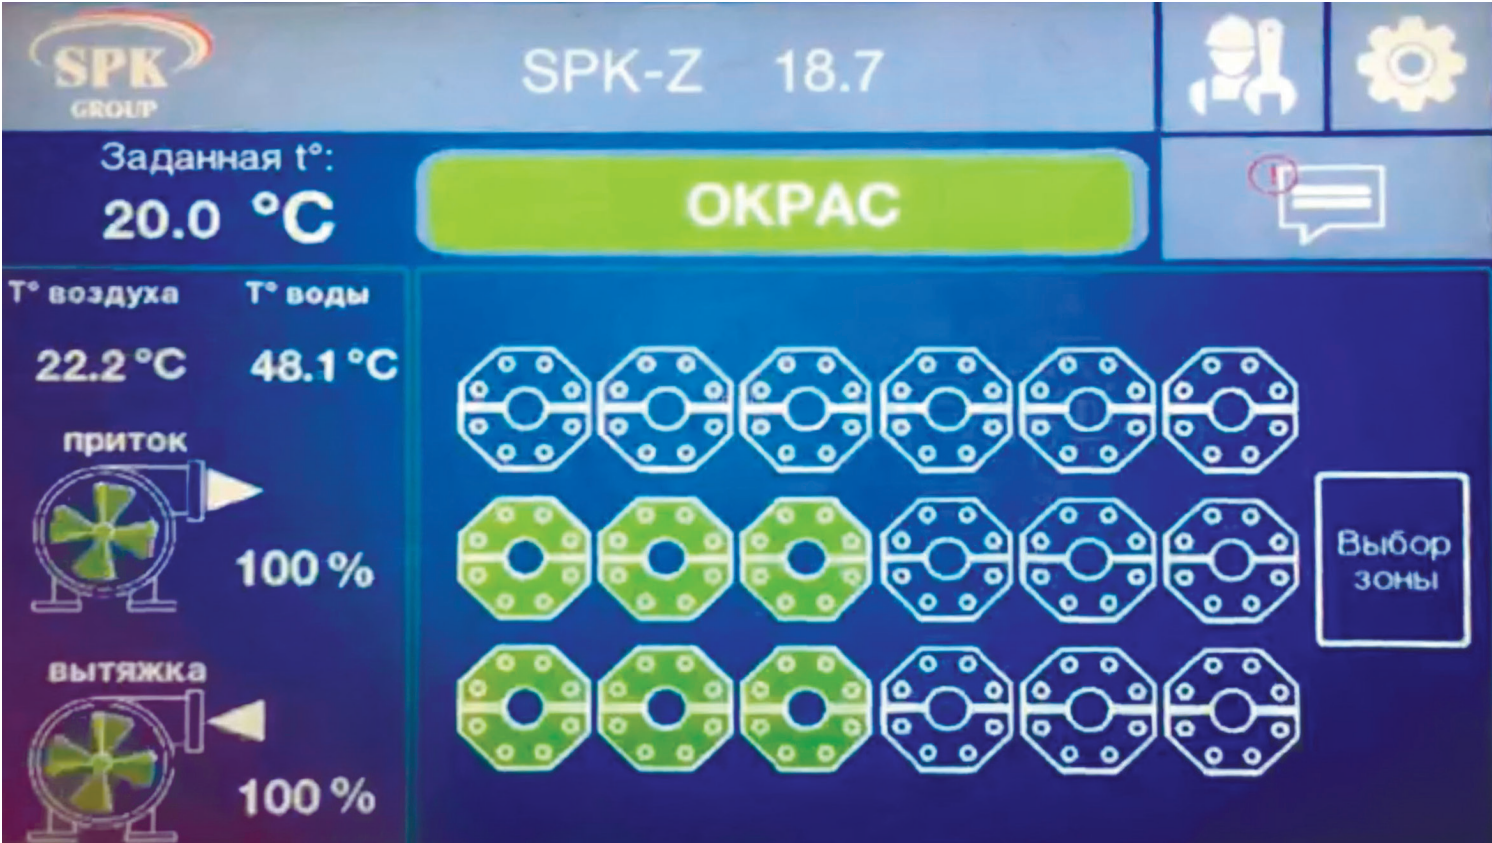 SPK
GROUP
SPK-Z 18.7
Заданная t°:
20.0 °C
ОКРАС
!
T° воздуха T° воды
22.2 °C 48.1 °C
приток
100 %
вытяжка
100 %
Выбор
зоны